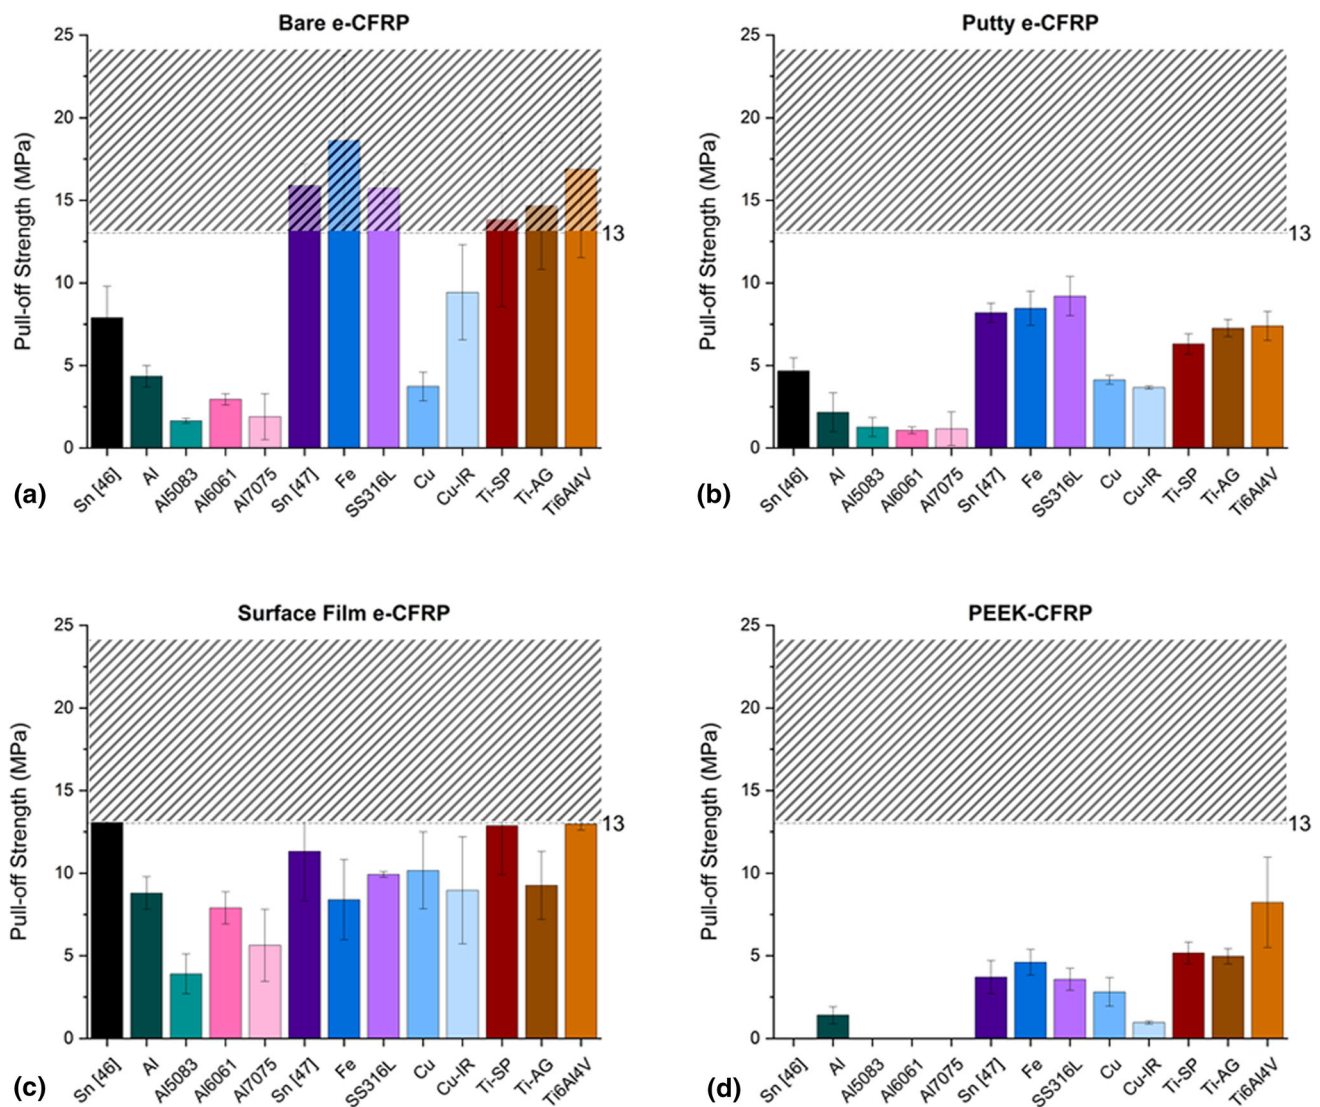 Bare e-CFRP
Pull-off Strength (MPa)
25
20
15
10
5
0
13
Sn [46] Al Al5083 Al6061 Al7075 Sn [47] Fe SS316L Cu Cu-IR Ti-SP Ti-AG Ti6Al4V
(a)
Putty e-CFRP
Pull-off Strength (MPa)
25
20
15
10
5
0
13
Sn [46] Al Al5083 Al6061 Al7075 Sn [47] Fe SS316L Cu Cu-IR Ti-SP Ti-AG Ti6Al4V
(b)
Surface Film e-CFRP
Pull-off Strength (MPa)
25
20
15
10
5
0
13
Sn [46] Al Al5083 Al6061 Al7075 Sn [47] Fe SS316L Cu Cu-IR Ti-SP Ti-AG Ti6Al4V
(c)
PEEK-CFRP
Pull-off Strength (MPa)
25
20
15
10
5
0
13
Sn [46] Al Al5083 Al6061 Al7075 Sn [47] Fe SS316L Cu Cu-IR Ti-SP Ti-AG Ti6Al4V
(d)